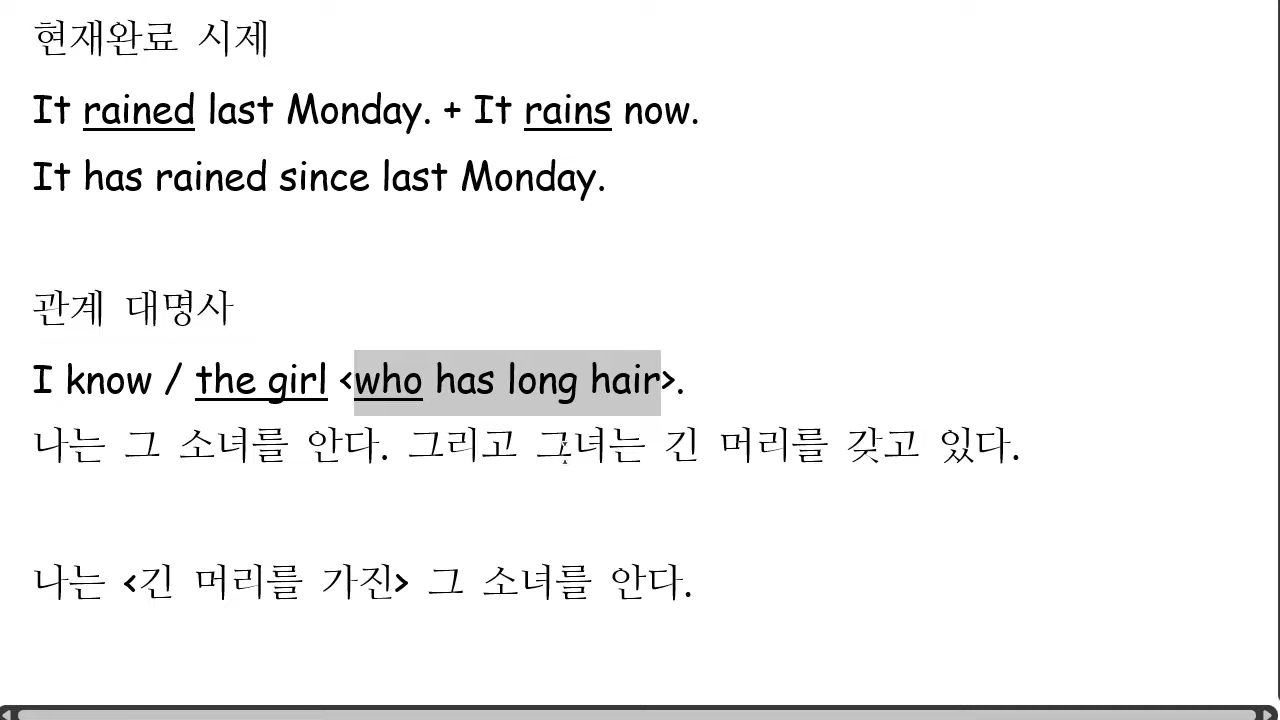 현재완료 시제
It rained last Monday. + It rains now.
It has rained since last Monday.
관계 대명사
I know / the girl <who has long hair>.
나는 그 소녀를 안다. 그리고 그녀는 긴 머리를 갖고 있다.
나는 <긴 머리를 가진> 그 소녀를 안다.